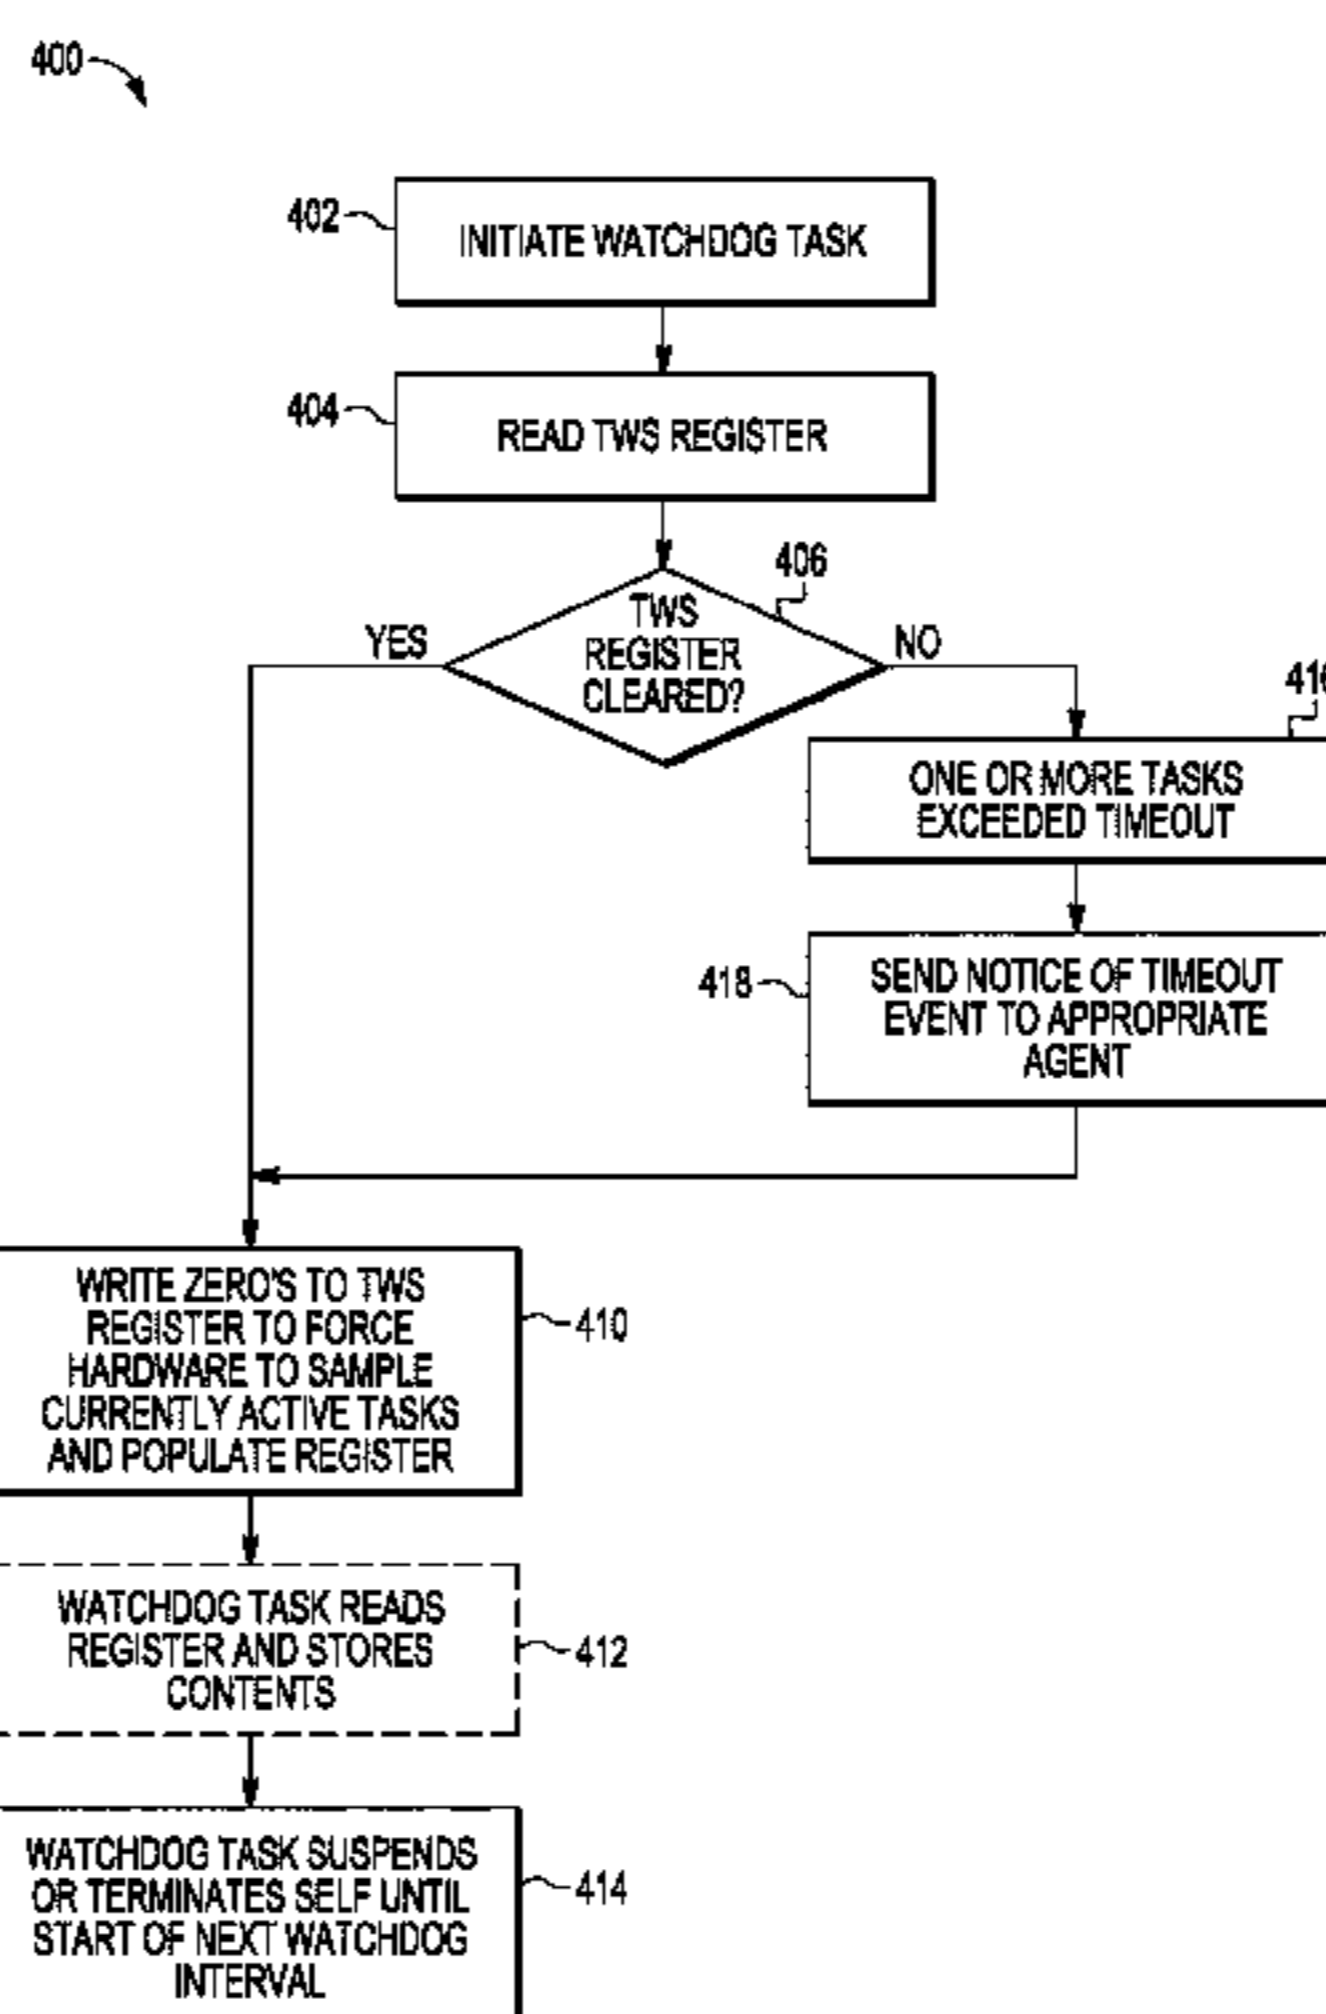 400
402
INITIATE WATCHDOG TASK
404
READ TWS REGISTER
406
TWS
REGISTER
CLEARED?
YES
NO
ONE OR MORE TASKS
EXCEEDED TIMEOUT
418
SEND NOTICE OF TIMEOUT
EVENT TO APPROPRIATE
AGENT
WRITE ZERO'S TO TWS
REGISTER TO FORCE
HARDWARE TO SAMPLE
CURRENTLY ACTIVE TASKS
AND POPULATE REGISTER
410
WATCHDOG TASK READS
REGISTER AND STORES
CONTENTS
412
WATCHDOG TASK SUSPENDS
OR TERMINATES SELF UNTIL
START OF NEXT WATCHDOG
INTERVAL
414